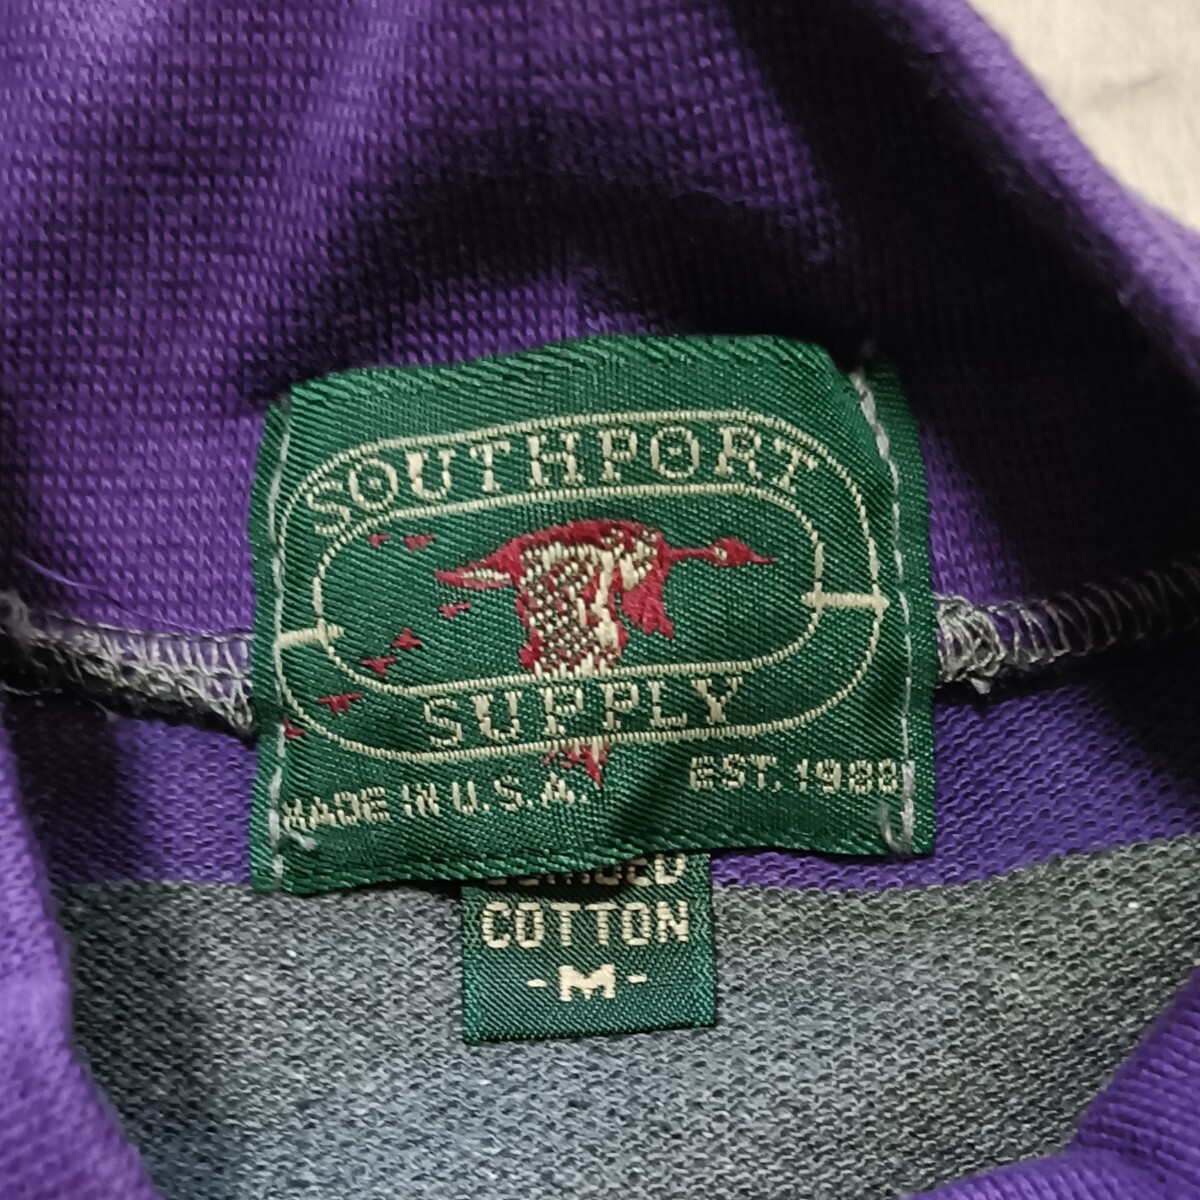 SOUTHPORT
SUPPLY
MADE IN U.S.A.
EST. 1988
COTTON
-M-